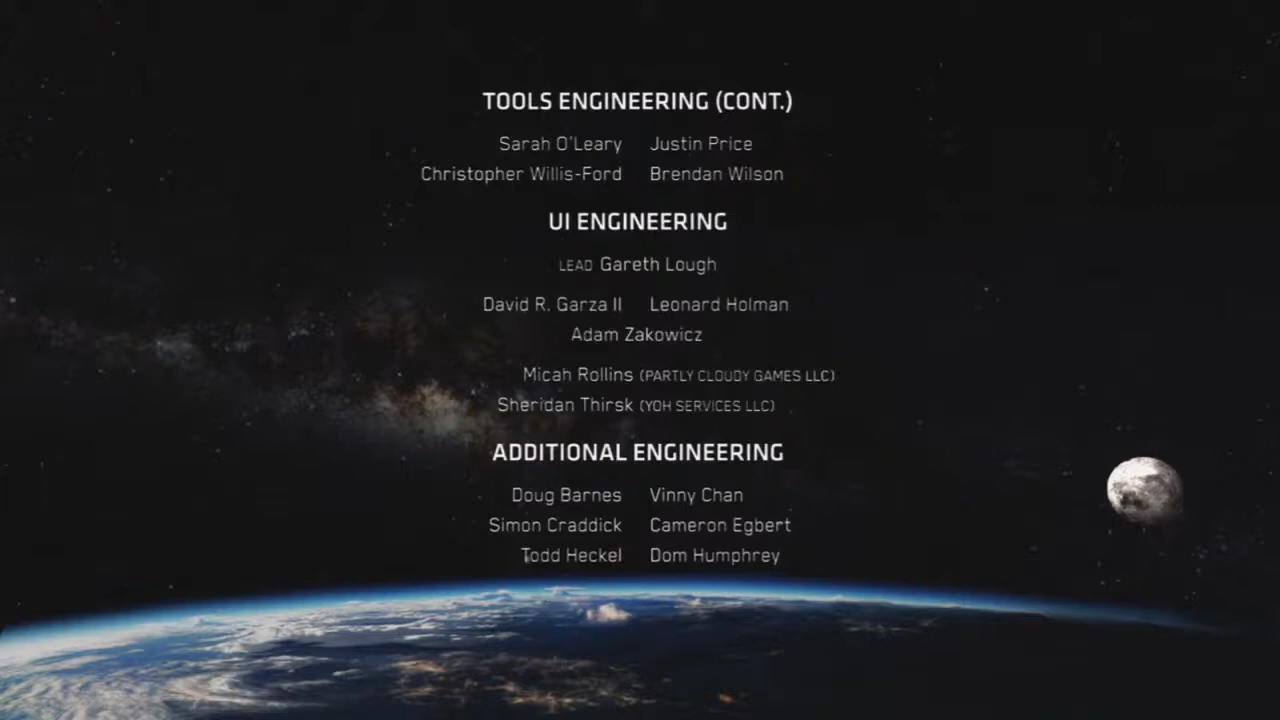 TOOLS ENGINEERING (CONT.)
Sarah O'Leary Justin Price
Christopher Willis-Ford Brendan Wilson
UI ENGINEERING
LEAD Gareth Lough
David R. Garza II Leonard Holman
Adam Zakowicz
Micah Rollins (PARTLY CLOUDY GAMES LLC)
Sheridan Thirsk (YOH SERVICES LLC)
ADDITIONAL ENGINEERING
Doug Barnes Vinny Chan
Simon Craddick Cameron Egbert
Todd Heckel Dom Humphrey